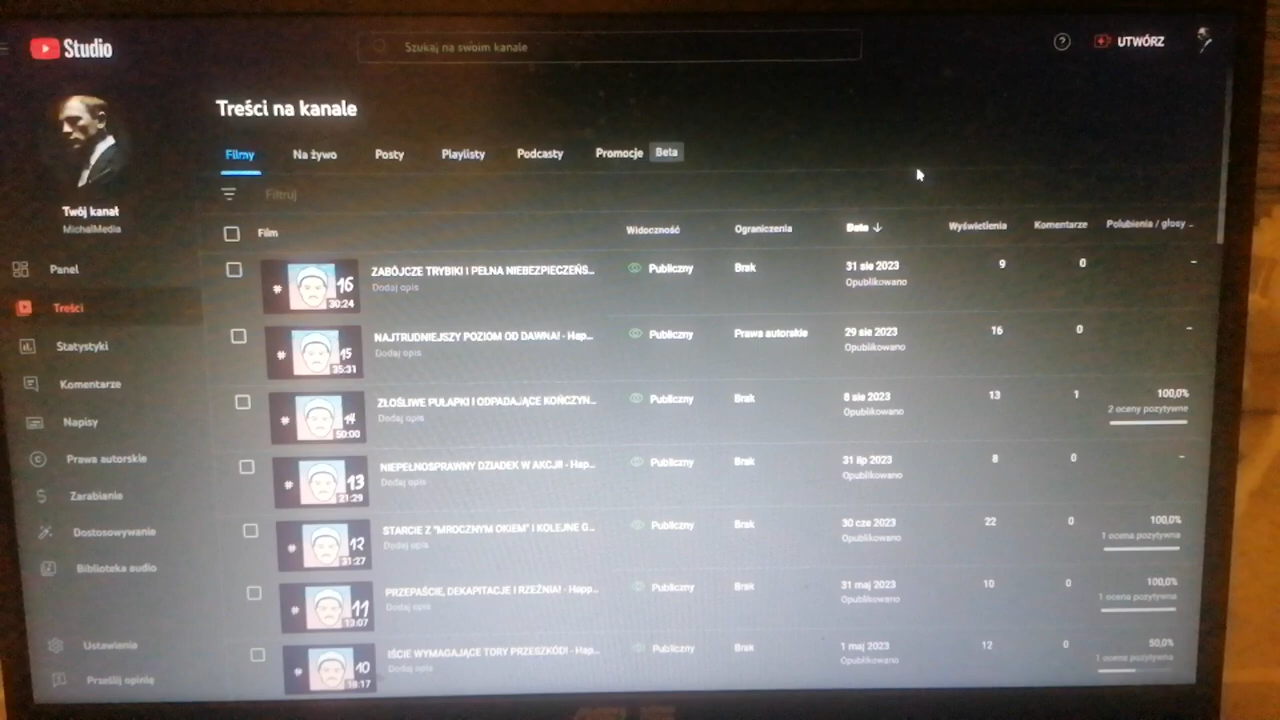 Studio
Szukaj na swoim kanale
UTWÓRZ
Treści na kanale
Filmy Na żywo Posty Playlisty Podcasty Promocje Beta
Filtruj
Twój kanał
MichalMedia
Panel
Treści
Statystyki
Komentarze
Napisy
Prawa autorskie
Zarabianie
Dostosowywanie
Biblioteka audio
Ustawienia
Prześlij opinię
Film Widoczność Ograniczenia Data Wyświetlenia Komentarze Polubienia / głosy ...
# 16 30:24 ZABÓJCZE TRYBIKI I PEŁNA NIEBEZPIECZEŃS... Publiczny Brak 31 sie 2023 9 0 –
Dodaj opis Opublikowano
# 15 35:31 NAJTRUDNIEJSZY POZIOM OD DAWNA! - Hap... Publiczny Prawa autorskie 29 sie 2023 16 0 –
Dodaj opis Opublikowano
# 14 50:00 ZŁOŚLIWE PUŁAPKI I ODPADAJĄCE KOŃCZYN... Publiczny Brak 8 sie 2023 13 1 100,0%
Dodaj opis Opublikowano 2 oceny pozytywne
# 13 21:29 NIEPEŁNOSPRAWNY DZIADEK W AKCJI! - Hap... Publiczny Brak 31 lip 2023 8 0 –
Dodaj opis Opublikowano
# 12 31:27 STARCIE Z "MROCZNYM OKIEM" I KOLEJNE G... Publiczny Brak 30 cze 2023 22 0 100,0%
Dodaj opis Opublikowano 1 ocena pozytywna
# 11 13:07 PRZEPAŚCIE, DEKAPITACJE I RZEŹNIA! - Happ... Publiczny Brak 31 maj 2023 10 0 100,0%
Dodaj opis Opublikowano 1 ocena pozytywna
# 10 18:17 IŚCIE WYMAGAJĄCE TORY PRZESZKÓD! - Hap... Publiczny Brak 1 maj 2023 12 0 50,0%
Dodaj opis Opublikowano 1 ocena pozytywna